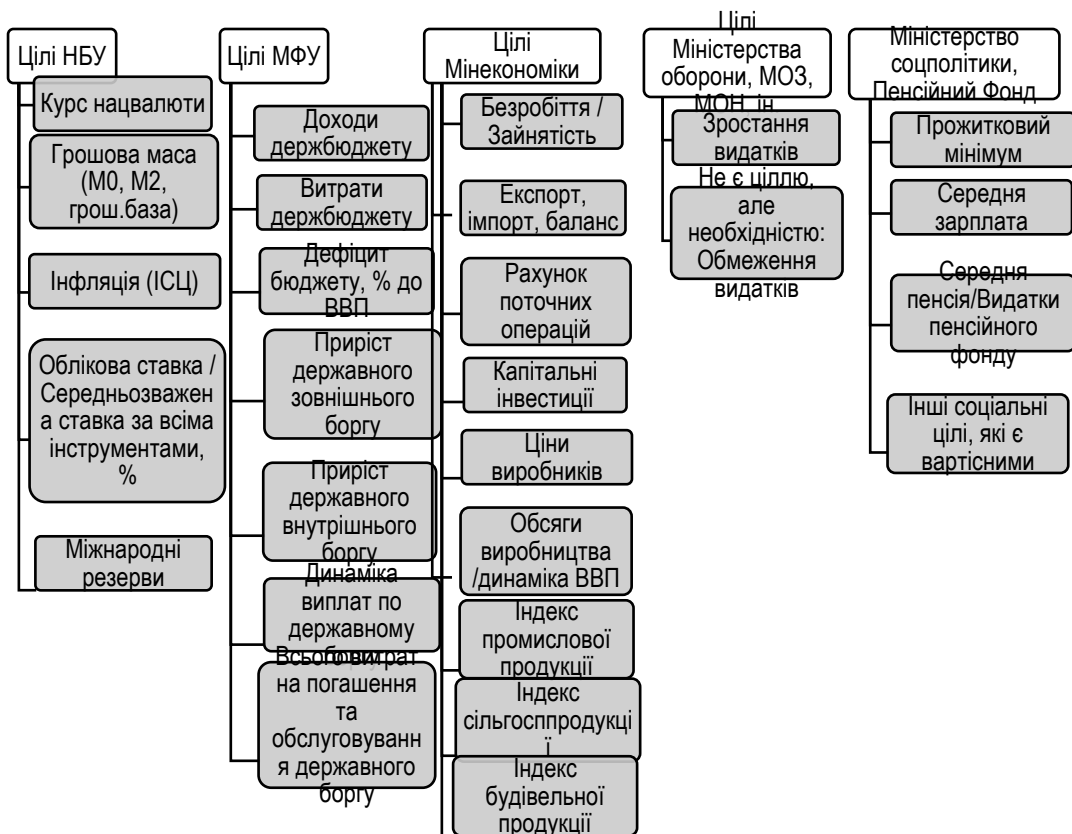 Цілі НБУ
Курс нацвалюти
Грошова маса
(М0, М2,
грош.база)
Інфляція (ІСЦ)
Облікова ставка /
Середньозважен
а ставка за всіма
інструментами,
%
Міжнародні
резерви
Цілі МФУ
Доходи
держбюджету
Витрати
держбюджету
Дефіцит
бюджету, % до
ВВП
Приріст
державного
зовнішнього
боргу
Приріст
державного
внутрішнього
боргу
Динаміка
виплат по
державному
боргу
Всього витрат
на погашення
та
обслуговуванн
я державного
боргу
Цілі
Мінекономіки
Безробіття /
Зайнятість
Експорт,
імпорт, баланс
Рахунок
поточних
операцій
Капітальні
інвестиції
Ціни
виробників
Обсяги
виробництва
/динаміка ВВП
Індекс
промислової
продукції
Індекс
сільгосппродукці
ї
Індекс
будівельної
продукції
Цілі
Міністерства
оборони, МОЗ,
МОН, ін.
Зростання
видатків
Не є ціллю,
але
необхідністю:
Обмеження
видатків
Міністерство
соцполітики,
Пенсійний Фонд
Прожитковий
мінімум
Середня
зарплата
Середня
пенсія/Видатки
пенсійного
фонду
Інші соціальні
цілі, які є
вартісними